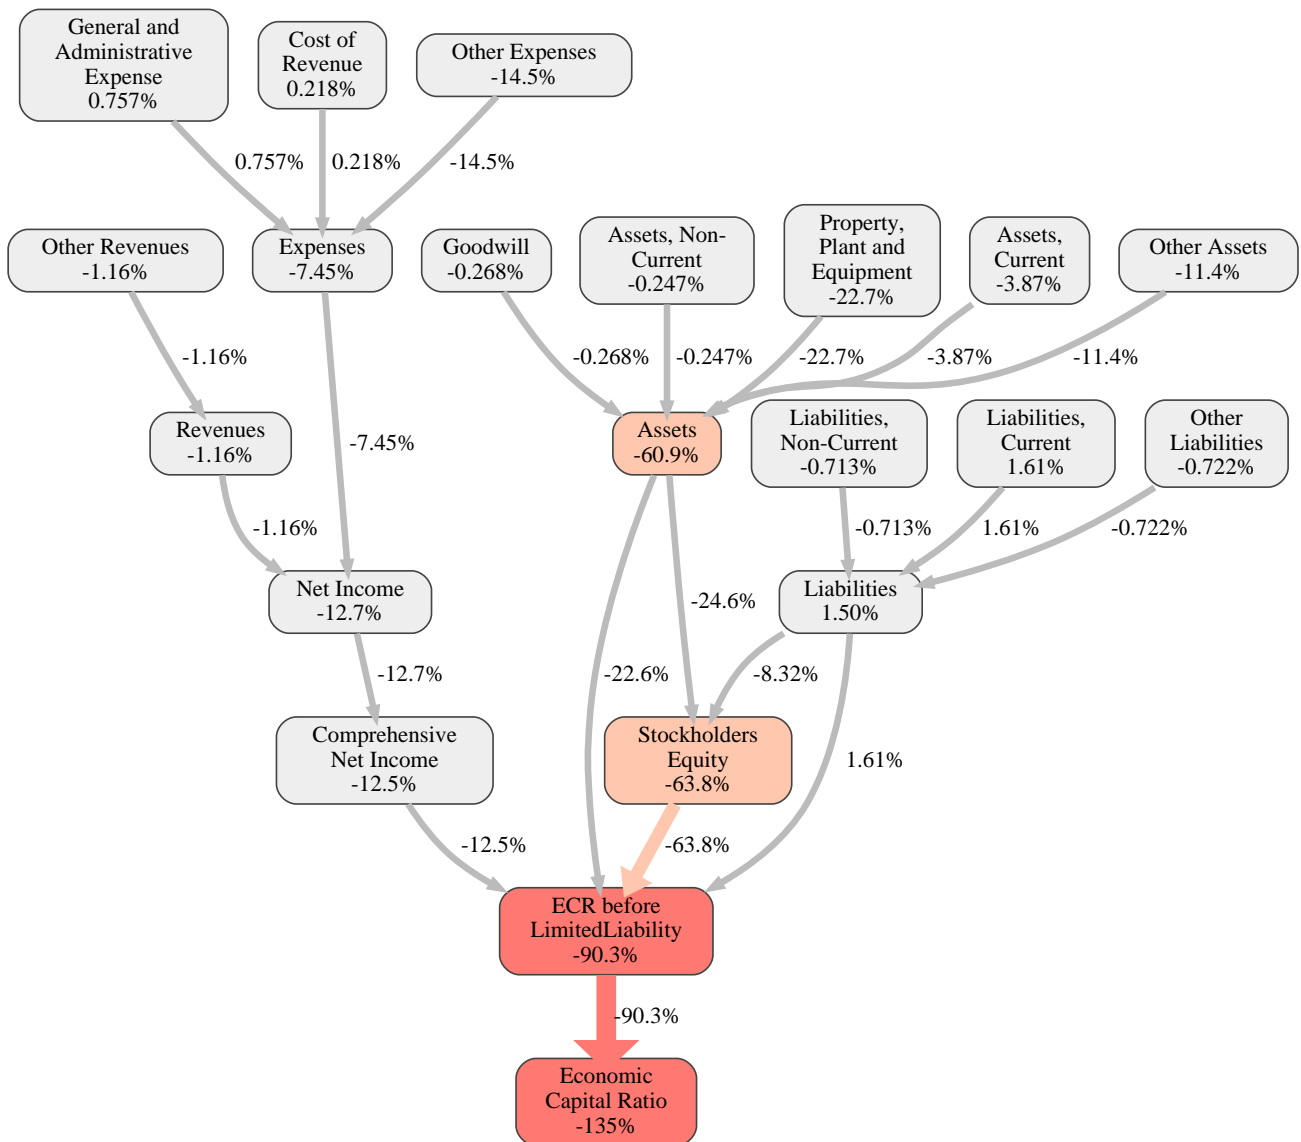 General and
Administrative
Expense
0.757%
Cost of
Revenue
0.218%
Other Expenses
-14.5%
0.757%
0.218%
-14.5%
Other Revenues
-1.16%
Expenses
-7.45%
Goodwill
-0.268%
Assets, Non-
Current
-0.247%
Property,
Plant and
Equipment
-22.7%
Assets,
Current
-3.87%
Other Assets
-11.4%
-1.16%
-0.268%
-0.247%
-22.7%
-3.87%
-11.4%
Revenues
-1.16%
-7.45%
Assets
-60.9%
Liabilities,
Non-Current
-0.713%
Liabilities,
Current
1.61%
Other
Liabilities
-0.722%
-1.16%
-0.713%
1.61%
-0.722%
Net Income
-12.7%
-24.6%
Liabilities
1.50%
-12.7%
-22.6%
-8.32%
Comprehensive
Net Income
-12.5%
Stockholders
Equity
-63.8%
1.61%
-12.5%
-63.8%
ECR before
LimitedLiability
-90.3%
-90.3%
Economic
Capital Ratio
-135%